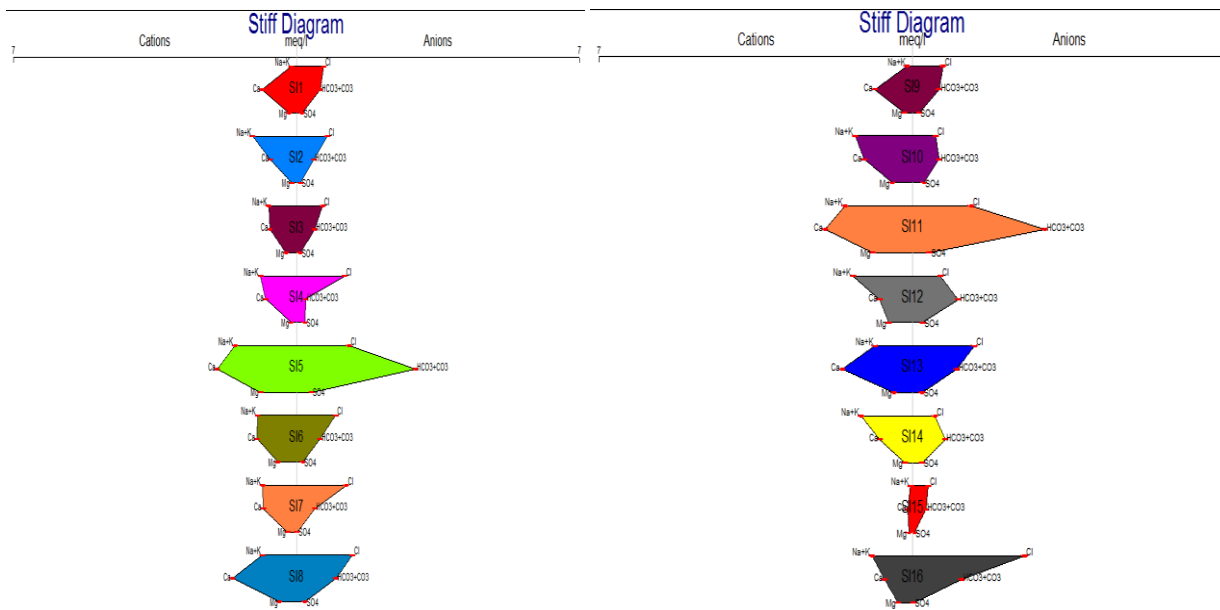 Stiff Diagram
Cations meq/l Anions
7 7
Na+K Cl
Ca SI1 HCO3+CO3
Mg SO4
Na+K Cl
Ca SI2 HCO3+CO3
Mg SO4
Na+K Cl
Ca SI3 HCO3+CO3
Mg SO4
Na+K Cl
Ca SI4 HCO3+CO3
Mg SO4
Na+K Cl
Ca SI5 HCO3+CO3
Mg SO4
Na+K Cl
Ca SI6 HCO3+CO3
Mg SO4
Na+K Cl
Ca SI7 HCO3+CO3
Mg SO4
Na+K Cl
Ca SI8 HCO3+CO3
Mg SO4
Stiff Diagram
Cations meq/l Anions
7
Na+K Cl
Ca SI9 HCO3+CO3
Mg SO4
Na+K Cl
Ca SI10 HCO3+CO3
Mg SO4
Na+K Cl
Ca SI11 HCO3+CO3
Mg SO4
Na+K Cl
Ca SI12 HCO3+CO3
Mg SO4
Na+K Cl
Ca SI13 HCO3+CO3
Mg SO4
Na+K Cl
Ca SI14 HCO3+CO3
Mg SO4
Na+K Cl
Ca SI15 HCO3+CO3
Mg SO4
Na+K Cl
Ca SI16 HCO3+CO3
Mg SO4